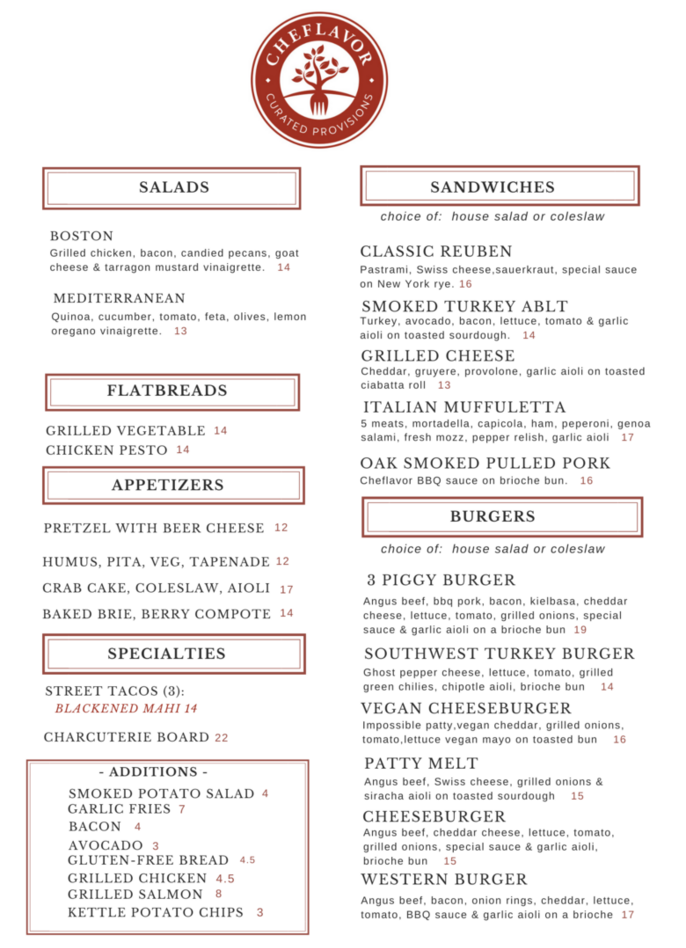 CHEFLAVOR
CURATED PROVISIONS
SALADS
BOSTON
Grilled chicken, bacon, candied pecans, goat
cheese & tarragon mustard vinaigrette. 14
MEDITERRANEAN
Quinoa, cucumber, tomato, feta, olives, lemon
oregano vinaigrette. 13
FLATBREADS
GRILLED VEGETABLE 14
CHICKEN PESTO 14
APPETIZERS
PRETZEL WITH BEER CHEESE 12
HUMUS, PITA, VEG, TAPENADE 12
CRAB CAKE, COLESLAW, AIOLI 17
BAKED BRIE, BERRY COMPOTE 14
SPECIALTIES
STREET TACOS (3):
BLACKENED MAHI 14
CHARCUTERIE BOARD 22
- ADDITIONS -
SMOKED POTATO SALAD 4
GARLIC FRIES 7
BACON 4
AVOCADO 3
GLUTEN-FREE BREAD 4.5
GRILLED CHICKEN 4.5
GRILLED SALMON 8
KETTLE POTATO CHIPS 3
SANDWICHES
choice of: house salad or coleslaw
CLASSIC REUBEN
Pastrami, Swiss cheese,sauerkraut, special sauce
on New York rye. 16
SMOKED TURKEY ABLT
Turkey, avocado, bacon, lettuce, tomato & garlic
aioli on toasted sourdough. 14
GRILLED CHEESE
Cheddar, gruyere, provolone, garlic aioli on toasted
ciabatta roll 13
ITALIAN MUFFULETTA
5 meats, mortadella, capicola, ham, peperoni, genoa
salami, fresh mozz, pepper relish, garlic aioli 17
OAK SMOKED PULLED PORK
Cheflavor BBQ sauce on brioche bun. 16
BURGERS
choice of: house salad or coleslaw
3 PIGGY BURGER
Angus beef, bbq pork, bacon, kielbasa, cheddar
cheese, lettuce, tomato, grilled onions, special
sauce & garlic aioli on a brioche bun 19
SOUTHWEST TURKEY BURGER
Ghost pepper cheese, lettuce, tomato, grilled
green chilies, chipotle aioli, brioche bun 14
VEGAN CHEESEBURGER
Impossible patty,vegan cheddar, grilled onions,
tomato,lettuce vegan mayo on toasted bun 16
PATTY MELT
Angus beef, Swiss cheese, grilled onions &
siracha aioli on toasted sourdough 15
CHEESEBURGER
Angus beef, cheddar cheese, lettuce, tomato,
grilled onions, special sauce & garlic aioli,
brioche bun 15
WESTERN BURGER
Angus beef, bacon, onion rings, cheddar, lettuce,
tomato, BBQ sauce & garlic aioli on a brioche 17